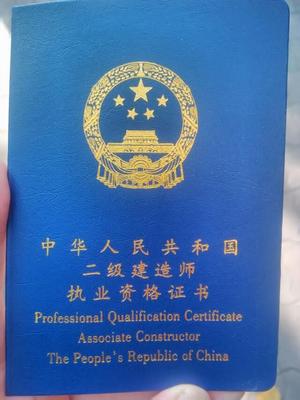 中华人民共和国
二级建造师
执业资格证书
Professional Qualification Certificate
Associate Constructor
The People's Republic of China